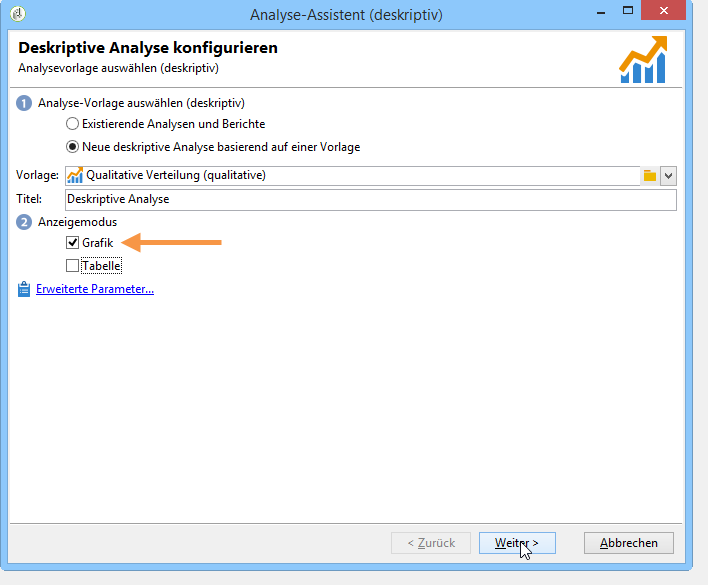 Analyse-Assistent (deskriptiv)
Deskriptive Analyse konfigurieren
Analysevorlage auswählen (deskriptiv)
1 Analyse-Vorlage auswählen (deskriptiv)
Existierende Analysen und Berichte
Neue deskriptive Analyse basierend auf einer Vorlage
Vorlage: Qualitative Verteilung (qualitative)
Titel: Deskriptive Analyse
2 Anzeigemodus
Grafik
Tabelle
Erweiterte Parameter...
< Zurück Weiter > Abbrechen